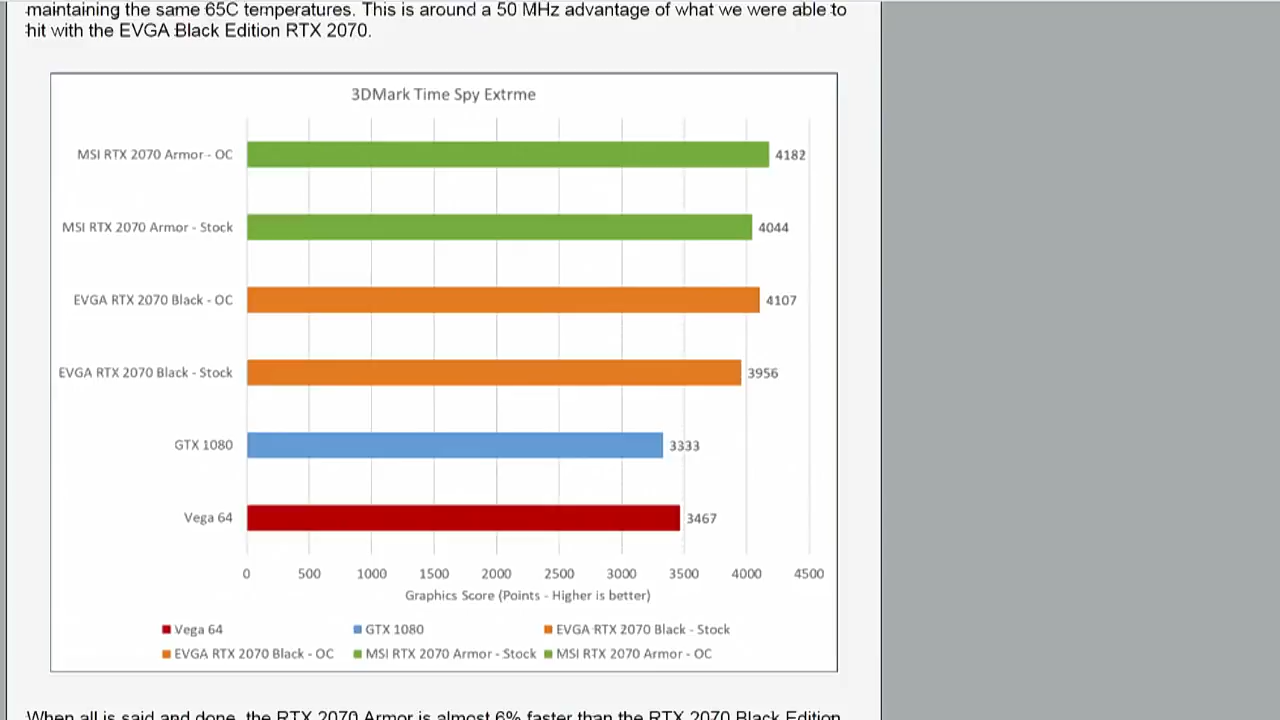 maintaining the same 65C temperatures. This is around a 50 MHz advantage of what we were able to
hit with the EVGA Black Edition RTX 2070.
3DMark Time Spy Extrme
MSI RTX 2070 Armor - OC 4182
MSI RTX 2070 Armor - Stock 4044
EVGA RTX 2070 Black - OC 4107
EVGA RTX 2070 Black - Stock 3956
GTX 1080 3333
Vega 64 3467
0 500 1000 1500 2000 2500 3000 3500 4000 4500
Graphics Score (Points - Higher is better)
Vega 64 GTX 1080 EVGA RTX 2070 Black - Stock
EVGA RTX 2070 Black - OC MSI RTX 2070 Armor - Stock MSI RTX 2070 Armor - OC
When all is said and done, the RTX 2070 Armor is almost 6% faster than the RTX 2070 Black Edition